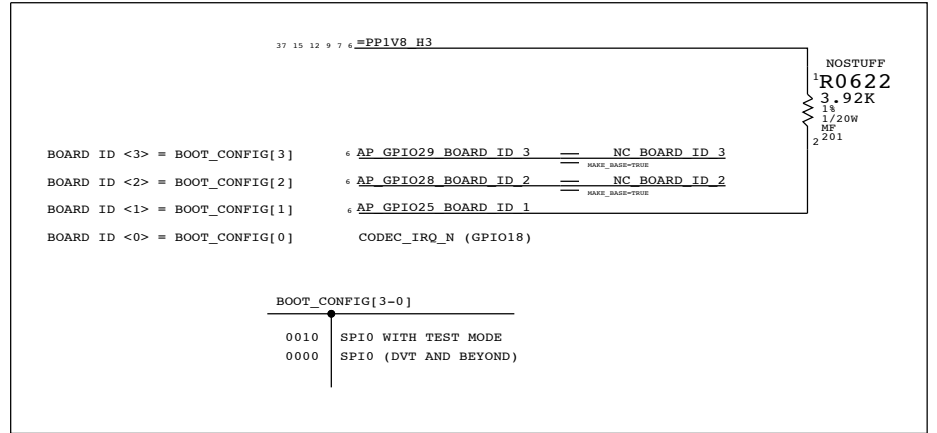 37 15 12 9 7 6 =PP1V8_H3
NOSTUFF
1 R0622
3.92K
1%
1/20W
MF
2 201
BOARD ID <3> = BOOT_CONFIG[3] 6 AP_GPIO29_BOARD_ID_3 NC_BOARD_ID_3
MAKE_BASE=TRUE
BOARD ID <2> = BOOT_CONFIG[2] 6 AP_GPIO28_BOARD_ID_2 NC_BOARD_ID_2
MAKE_BASE=TRUE
BOARD ID <1> = BOOT_CONFIG[1] 6 AP_GPIO25_BOARD_ID_1
BOARD ID <0> = BOOT_CONFIG[0] CODEC_IRQ_N (GPIO18)
BOOT_CONFIG[3-0]
0010 SPI0 WITH TEST MODE
0000 SPI0 (DVT AND BEYOND)